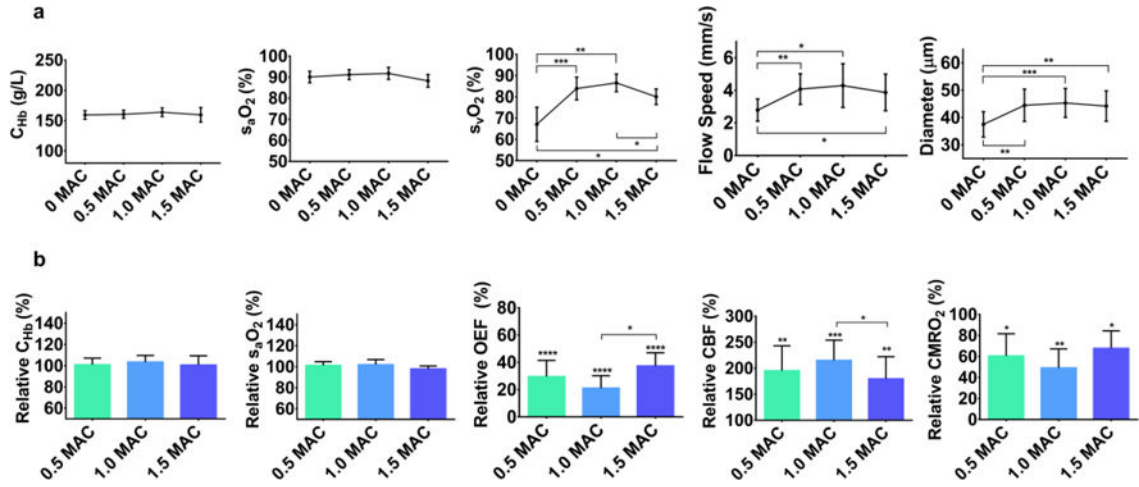 a
C_Hb (g/L)
250
200
150
100
0 MAC
0.5 MAC
1.0 MAC
1.5 MAC
s_aO_2 (%)
100
90
80
70
60
50
0 MAC
0.5 MAC
1.0 MAC
1.5 MAC
s_vO_2 (%)
100
90
80
70
60
50
**
***
*
*
0 MAC
0.5 MAC
1.0 MAC
1.5 MAC
Flow Speed (mm/s)
8
6
4
2
0
*
**
*
0 MAC
0.5 MAC
1.0 MAC
1.5 MAC
Diameter (μm)
60
50
40
30
**
***
**
0 MAC
0.5 MAC
1.0 MAC
1.5 MAC
b
Relative C_Hb (%)
140
120
100
80
60
0.5 MAC
1.0 MAC
1.5 MAC
Relative s_aO_2 (%)
140
120
100
80
60
0.5 MAC
1.0 MAC
1.5 MAC
Relative OEF (%)
80
60
40
20
0
*
****
****
****
0.5 MAC
1.0 MAC
1.5 MAC
Relative CBF (%)
300
250
200
150
100
*
**
***
**
0.5 MAC
1.0 MAC
1.5 MAC
Relative CMRO_2 (%)
100
80
60
40
20
0
*
**
*
0.5 MAC
1.0 MAC
1.5 MAC